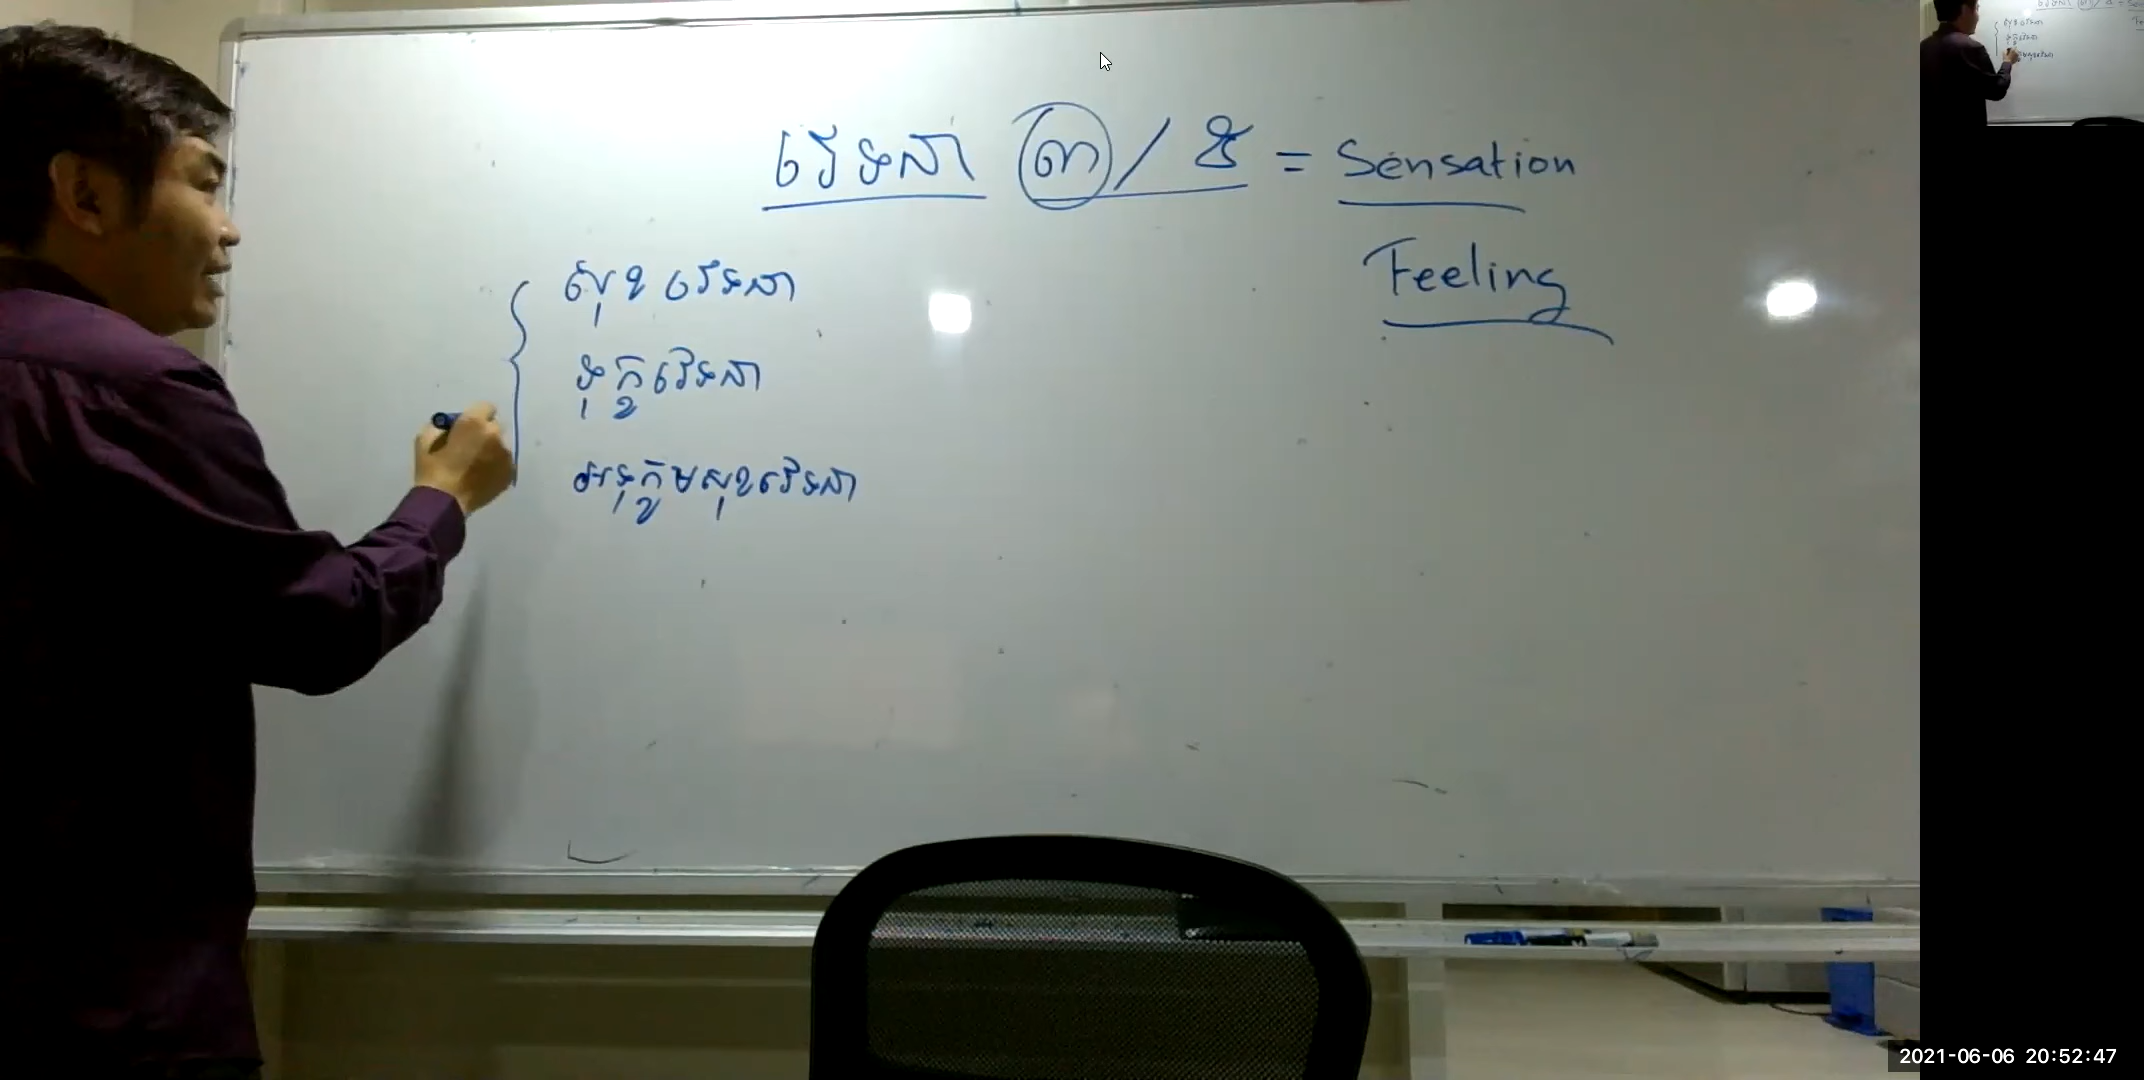 វេទនា ៣ / ៥ = Sensation
Feeling
សុខវេទនា
ទុក្ខវេទនា
អទុក្ខមសុខវេទនា
2021-06-06 20:52:47